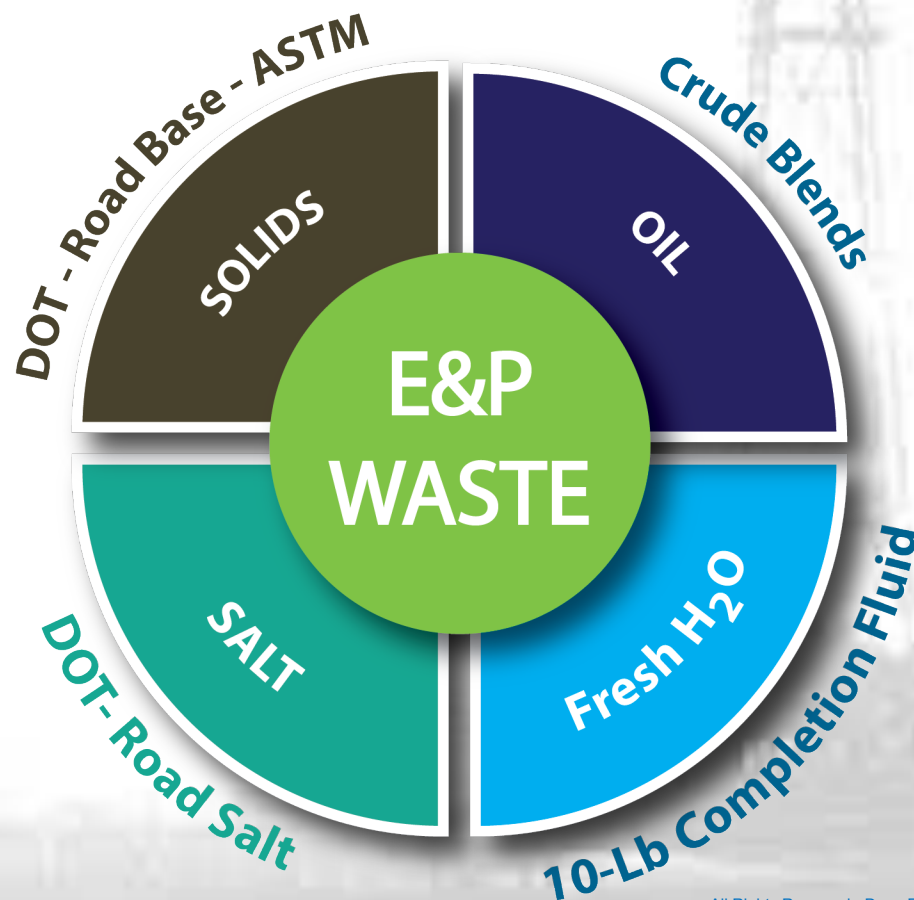 DOT - Road Base - ASTM
Crude Blends
SOLIDS
OIL
E&P
WASTE
SALT
Fresh H2O
DOT- Road Salt
10-Lb Completion Fluid